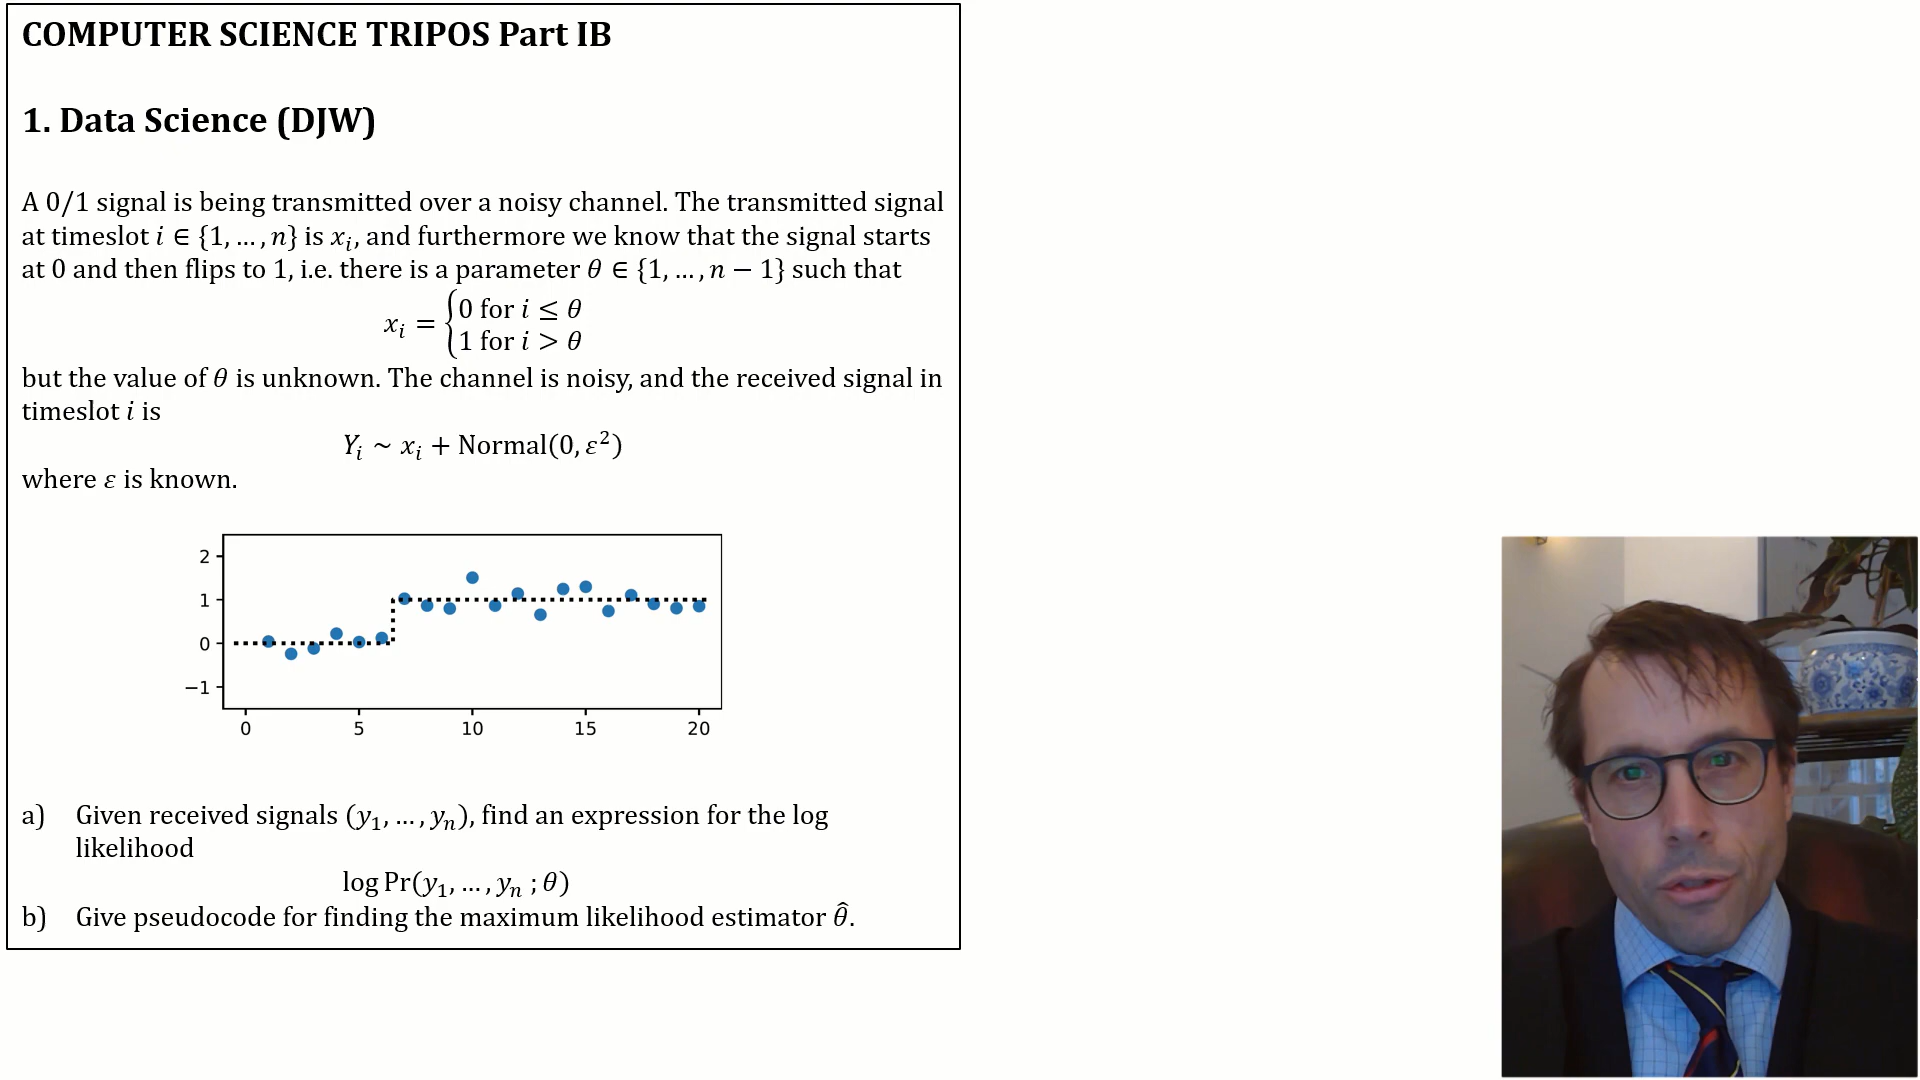 COMPUTER SCIENCE TRIPOS Part IB
1. Data Science (DJW)
A 0/1 signal is being transmitted over a noisy channel. The transmitted signal
at timeslot i ∈ {1, … , n} is xᵢ, and furthermore we know that the signal starts
at 0 and then flips to 1, i.e. there is a parameter θ ∈ {1, … , n − 1} such that
xᵢ = { 0 for i ≤ θ
1 for i > θ
but the value of θ is unknown. The channel is noisy, and the received signal in
timeslot i is
Yᵢ ~ xᵢ + Normal(0, ε²)
where ε is known.
2
1
0
−1
0 5 10 15 20
a) Given received signals (y₁, … , yₙ), find an expression for the log
likelihood
log Pr(y₁, … , yₙ ; θ)
b) Give pseudocode for finding the maximum likelihood estimator θ̂.